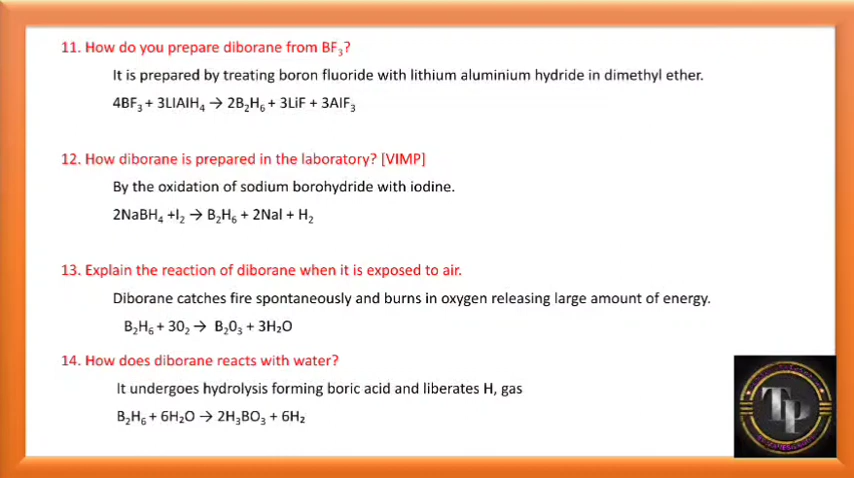 11. How do you prepare diborane from BF₃?
It is prepared by treating boron fluoride with lithium aluminium hydride in dimethyl ether.
4BF₃ + 3LIAlH₄ → 2B₂H₆ + 3LiF + 3AlF₃
12. How diborane is prepared in the laboratory? [VIMP]
By the oxidation of sodium borohydride with iodine.
2NaBH₄ +I₂ → B₂H₆ + 2NaI + H₂
13. Explain the reaction of diborane when it is exposed to air.
Diborane catches fire spontaneously and burns in oxygen releasing large amount of energy.
B₂H₆ + 30₂ → B₂0₃ + 3H₂O
14. How does diborane reacts with water?
It undergoes hydrolysis forming boric acid and liberates H, gas
B₂H₆ + 6H₂O → 2H₃BO₃ + 6H₂
TP